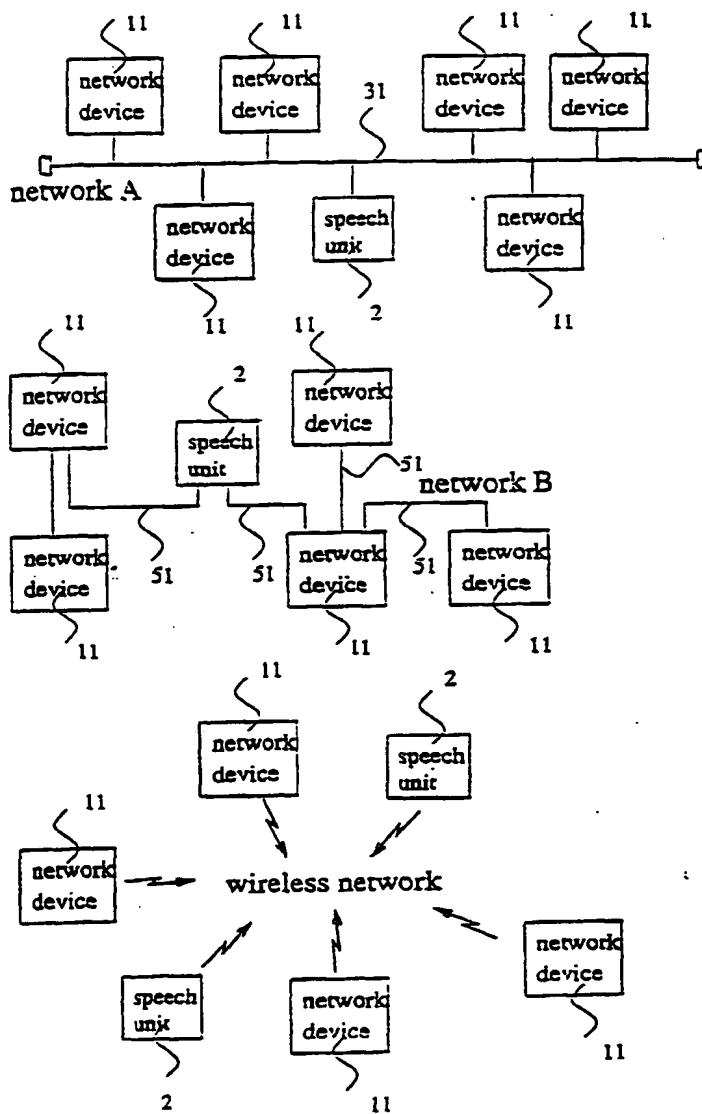 11
11
11
11
network
device
network
device
network
device
network
device
31
network A
network
device
speech
unit
network
device
11
2
11
11
2
11
network
device
speech
unit
network
device
51
network B
network
device
51
51
network
device
51
network
device
11
11
11
11
2
network
device
speech
unit
11
network
device
wireless network
network
device
speech
unit
network
device
11
2
11